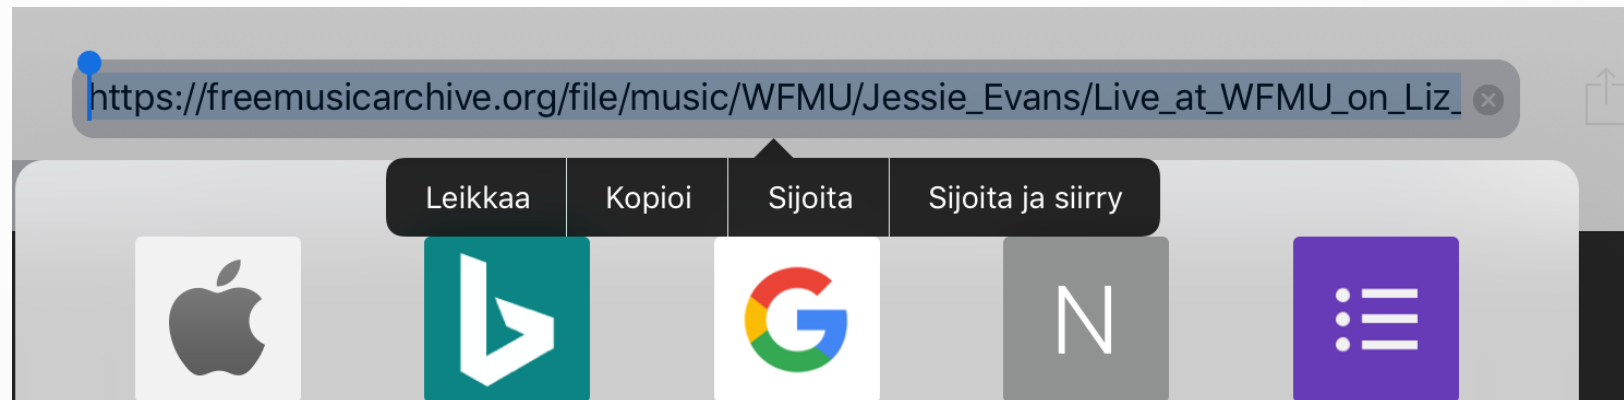 https://freemusicarchive.org/file/music/WFMU/Jessie_Evans/Live_at_WFMU_on_Liz_
Leikkaa Kopioi Sijoita Sijoita ja siirry
N